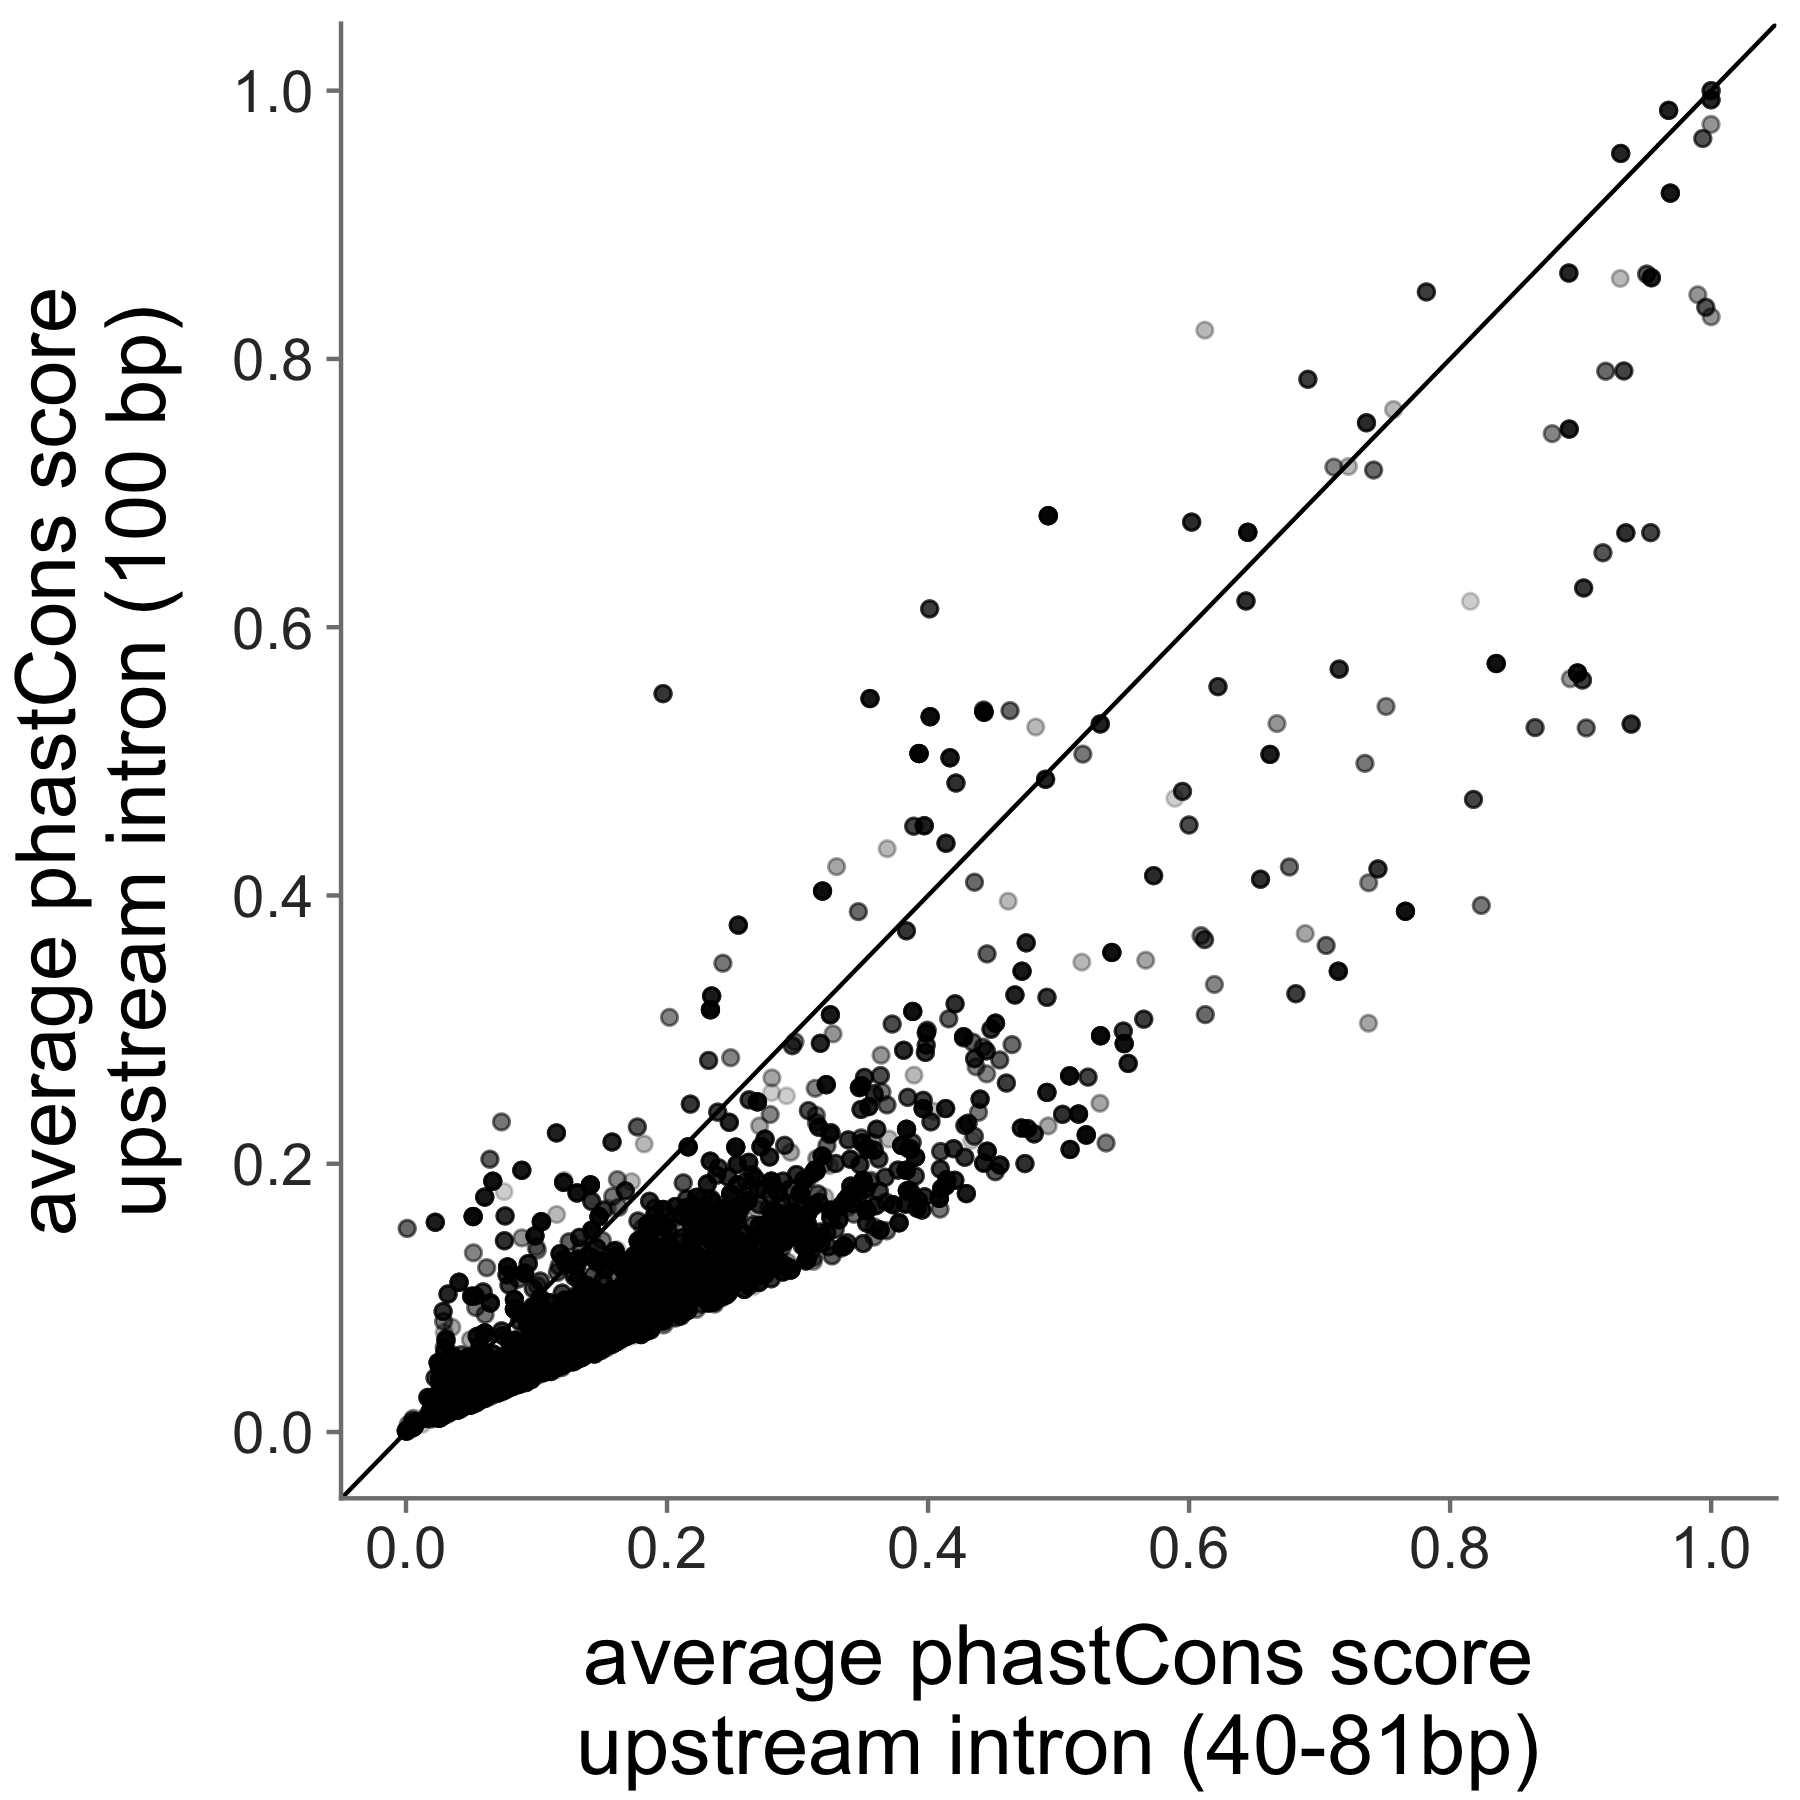 average phastCons score
upstream intron (100 bp)
1.0
0.8
0.6
0.4
0.2
0.0
0.0 0.2 0.4 0.6 0.8 1.0
average phastCons score
upstream intron (40-81bp)